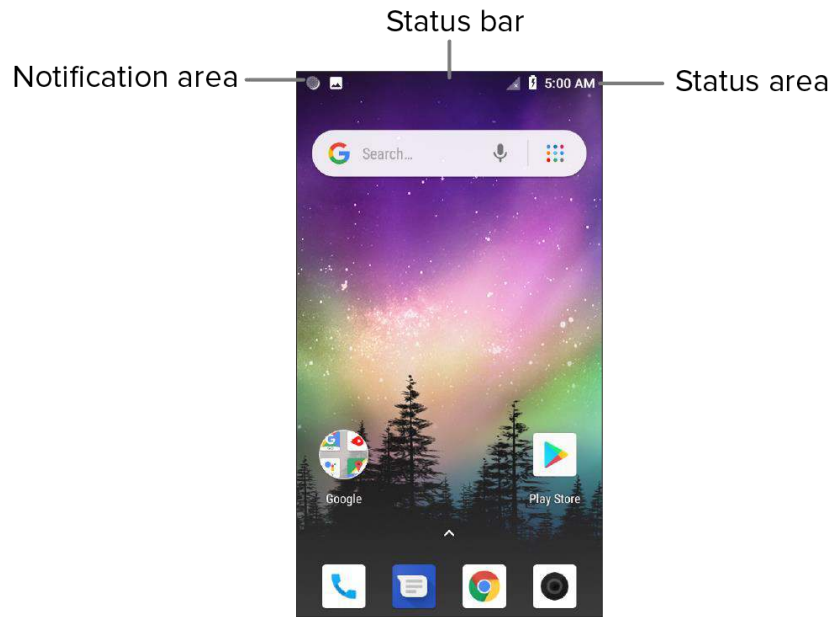 Status bar
Notification area
5:00 AM
Status area
Search...
Google
Play Store